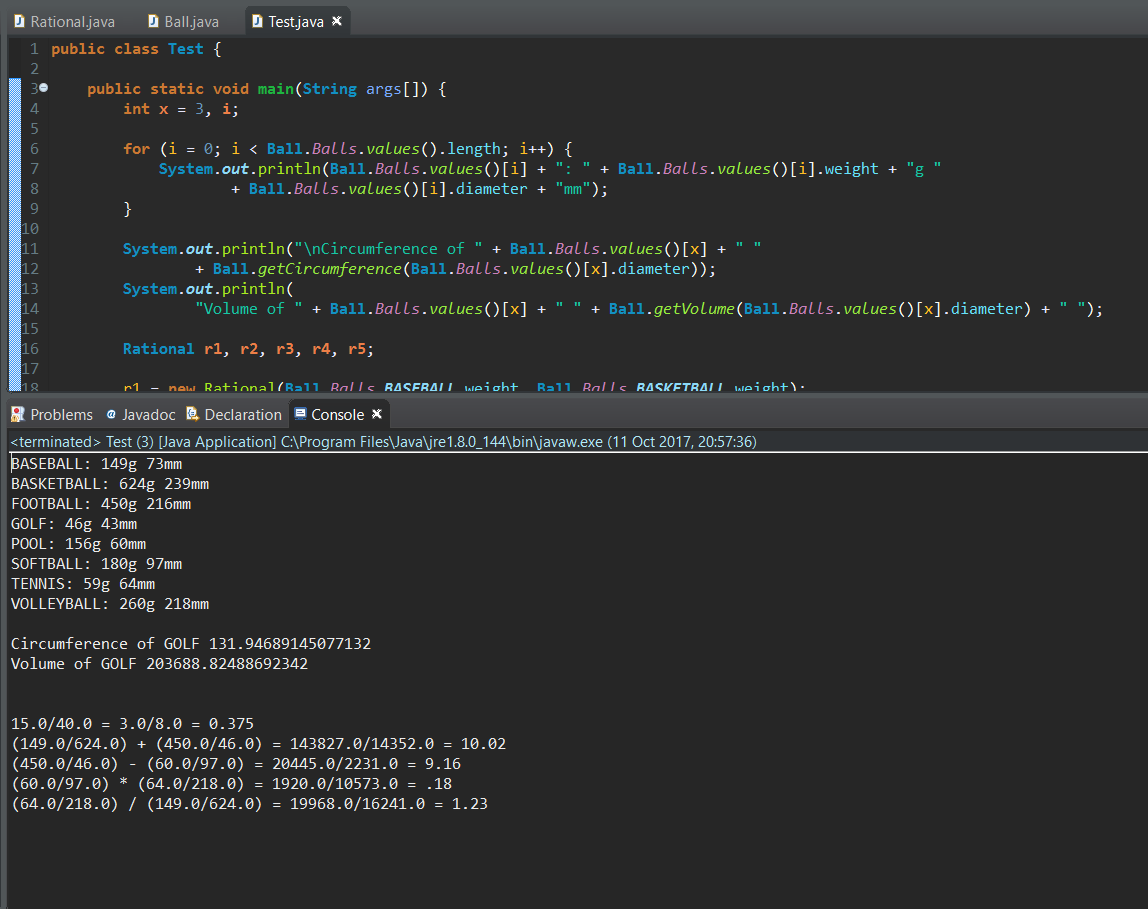 Rational.java Ball.java Test.java
1 public class Test {
2
3 public static void main(String args[]) {
4 int x = 3, i;
5
6 for (i = 0; i < Ball.Balls.values().length; i++) {
7 System.out.println(Ball.Balls.values()[i] + ": " + Ball.Balls.values()[i].weight + "g "
8 + Ball.Balls.values()[i].diameter + "mm");
9 }
10
11 System.out.println("\nCircumference of " + Ball.Balls.values()[x] + " "
12 + Ball.getCircumference(Ball.Balls.values()[x].diameter));
13 System.out.println(
14 "Volume of " + Ball.Balls.values()[x] + " " + Ball.getVolume(Ball.Balls.values()[x].diameter) + " ");
15
16 Rational r1, r2, r3, r4, r5;
17
18 r1 = new Rational(Ball.Balls.BASEBALL.weight, Ball.Balls.BASKETBALL.weight);
Problems Javadoc Declaration Console
<terminated> Test (3) [Java Application] C:\Program Files\Java\jre1.8.0_144\bin\javaw.exe (11 Oct 2017, 20:57:36)
BASEBALL: 149g 73mm
BASKETBALL: 624g 239mm
FOOTBALL: 450g 216mm
GOLF: 46g 43mm
POOL: 156g 60mm
SOFTBALL: 180g 97mm
TENNIS: 59g 64mm
VOLLEYBALL: 260g 218mm
Circumference of GOLF 131.94689145077132
Volume of GOLF 203688.82488692342
15.0/40.0 = 3.0/8.0 = 0.375
(149.0/624.0) + (450.0/46.0) = 143827.0/14352.0 = 10.02
(450.0/46.0) - (60.0/97.0) = 20445.0/2231.0 = 9.16
(60.0/97.0) * (64.0/218.0) = 1920.0/10573.0 = .18
(64.0/218.0) / (149.0/624.0) = 19968.0/16241.0 = 1.23